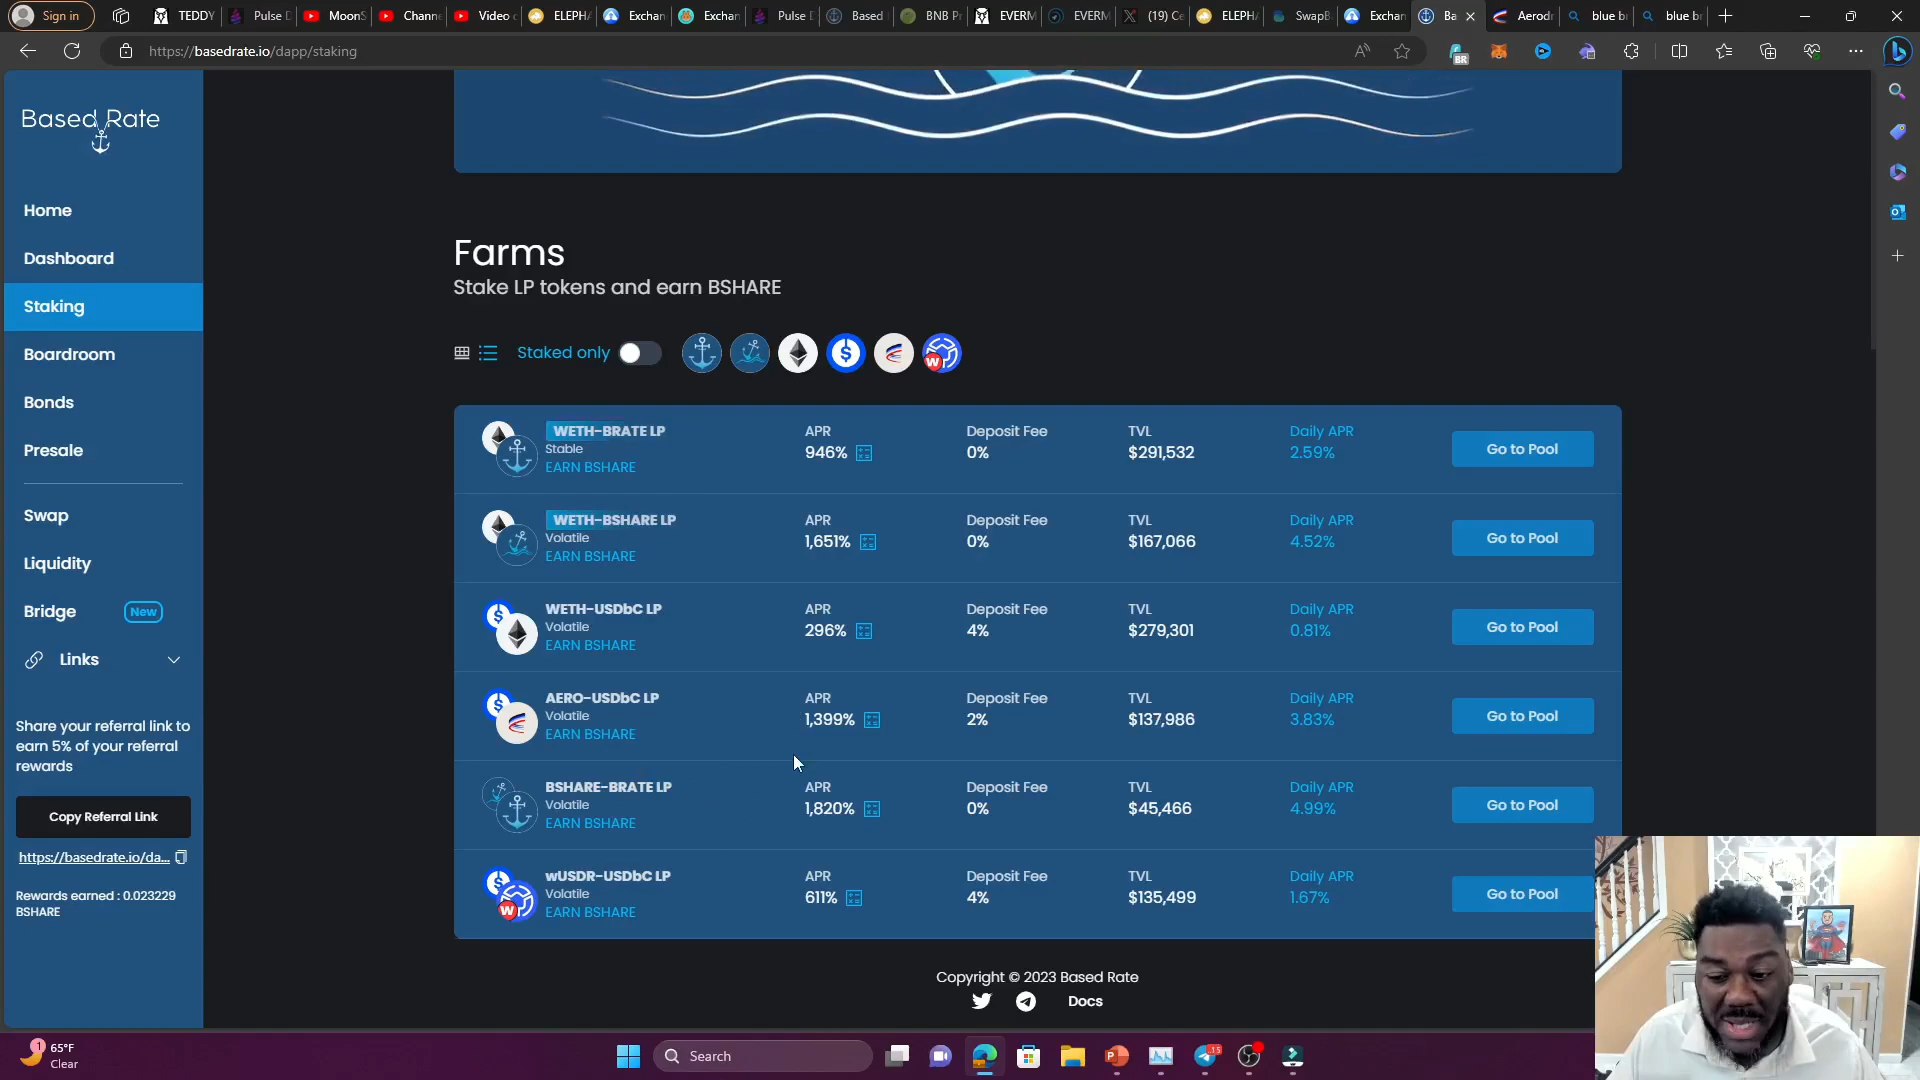 Sign in
TEDDY
Pulse D
MoonS
Chann
Video c
ELEPHA
Exchan
Exchan
Pulse D
Based
BNB Pr
EVERM
EVERM
(19) Ce
ELEPHA
SwapB
Exchan
Ba
Aerodr
blue br
blue br
https://basedrate.io/dapp/staking
BR
Based Rate
Home
Dashboard
Staking
Boardroom
Bonds
Presale
Swap
Liquidity
Bridge New
Links
Share your referral link to
earn 5% of your referral
rewards
Copy Referral Link
https://basedrate.io/da...
Rewards earned : 0.023229
BSHARE
Farms
Stake LP tokens and earn BSHARE
Staked only
WETH-BRATE LP
Stable
EARN BSHARE
APR
946%
Deposit Fee
0%
TVL
$291,532
Daily APR
2.59%
Go to Pool
WETH-BSHARE LP
Volatile
EARN BSHARE
APR
1,651%
Deposit Fee
0%
TVL
$167,066
Daily APR
4.52%
Go to Pool
WETH-USDbC LP
Volatile
EARN BSHARE
APR
296%
Deposit Fee
4%
TVL
$279,301
Daily APR
0.81%
Go to Pool
AERO-USDbC LP
Volatile
EARN BSHARE
APR
1,399%
Deposit Fee
2%
TVL
$137,986
Daily APR
3.83%
Go to Pool
BSHARE-BRATE LP
Volatile
EARN BSHARE
APR
1,820%
Deposit Fee
0%
TVL
$45,466
Daily APR
4.99%
Go to Pool
wUSDR-USDbC LP
Volatile
EARN BSHARE
APR
611%
Deposit Fee
4%
TVL
$135,499
Daily APR
1.67%
Go to Pool
Copyright © 2023 Based Rate
Docs
1
65°F
Clear
Search
15